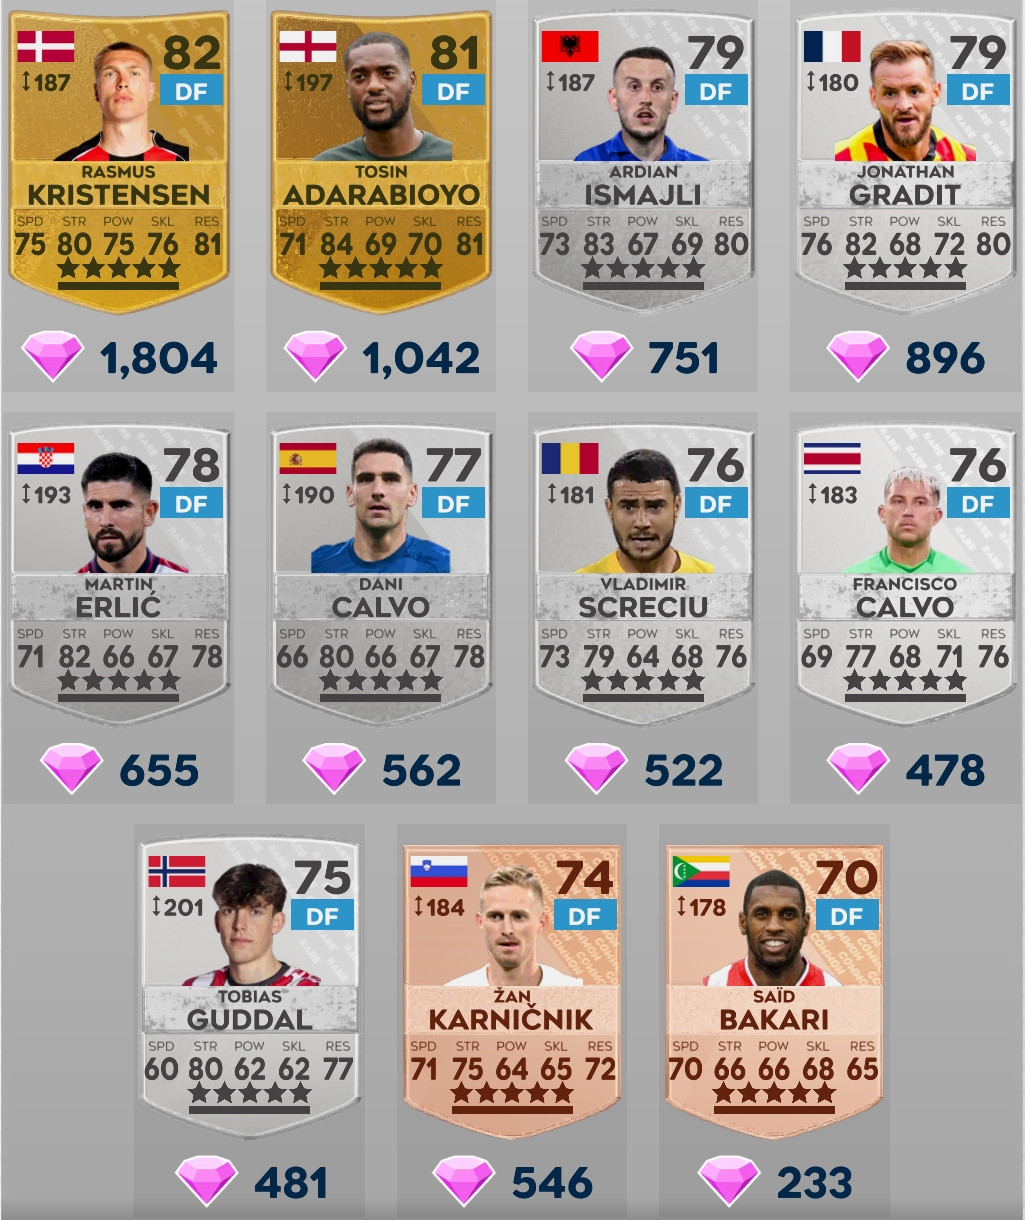 82
DF
↕187
RASMUS
KRISTENSEN
SPD STR POW SKL RES
75 80 75 76 81
1,804
81
DF
↕197
TOSIN
ADARABIOYO
SPD STR POW SKL RES
71 84 69 70 81
1,042
79
DF
↕187
ARDIAN
ISMAJLI
SPD STR POW SKL RES
73 83 67 69 80
751
79
DF
↕180
JONATHAN
GRADIT
SPD STR POW SKL RES
76 82 68 72 80
896
78
DF
↕193
MARTIN
ERLIĆ
SPD STR POW SKL RES
71 82 66 67 78
655
77
DF
↕190
DANI
CALVO
SPD STR POW SKL RES
66 80 66 67 78
562
76
DF
↕181
VLADIMIR
SCRECIU
SPD STR POW SKL RES
73 79 64 68 76
522
76
DF
↕183
FRANCISCO
CALVO
SPD STR POW SKL RES
69 77 68 71 76
478
75
DF
↕201
TOBIAS
GUDDAL
SPD STR POW SKL RES
60 80 62 62 77
481
74
DF
↕184
ŽAN
KARNIČNIK
SPD STR POW SKL RES
71 75 64 65 72
546
70
DF
↕178
SAÏD
BAKARI
SPD STR POW SKL RES
70 66 66 68 65
233